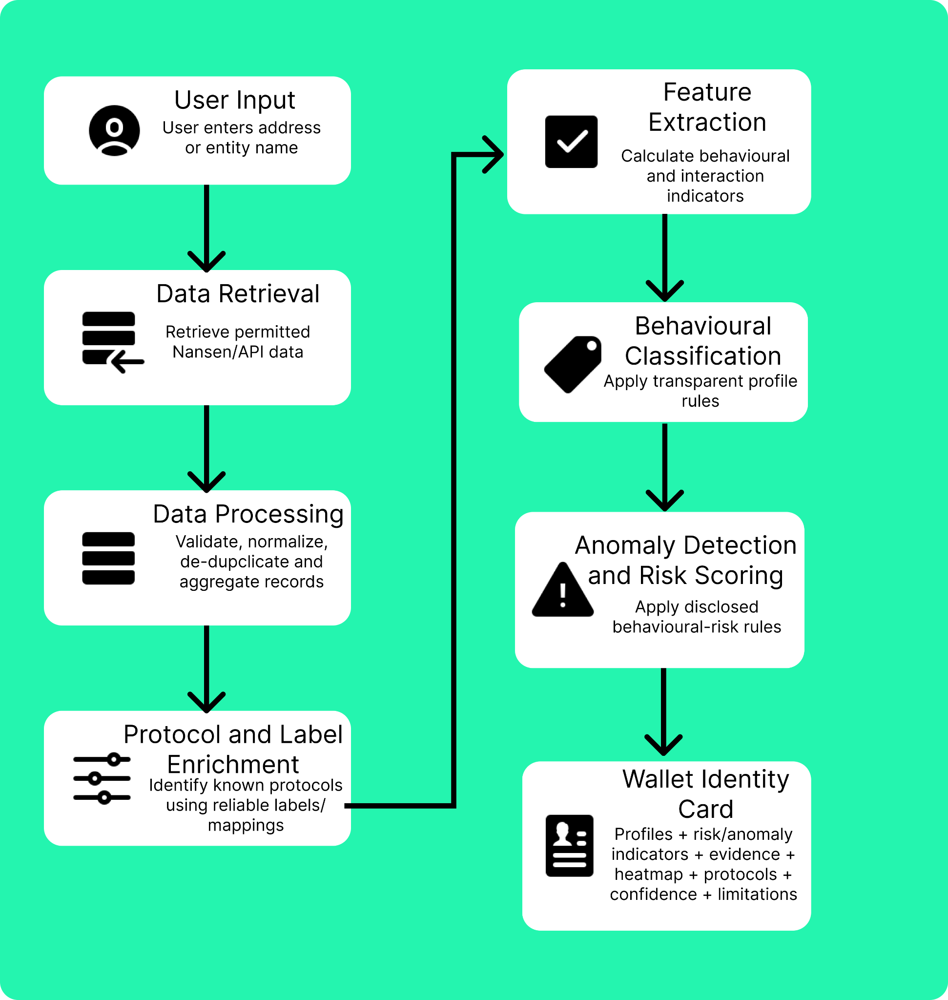 User Input
User enters address
or entity name
Data Retrieval
Retrieve permitted
Nansen/API data
Data Processing
Validate, normalize,
de-dupclicate and
aggregate records
Protocol and Label
Enrichment
Identify known protocols
using reliable labels/
mappings
Feature
Extraction
Calculate behavioural
and interaction
indicators
Behavioural
Classification
Apply transparent profile
rules
Anomaly Detection
and Risk Scoring
Apply disclosed
behavioural-risk rules
Wallet Identity
Card
Profiles + risk/anomaly
indicators + evidence +
heatmap + protocols +
confidence + limitations